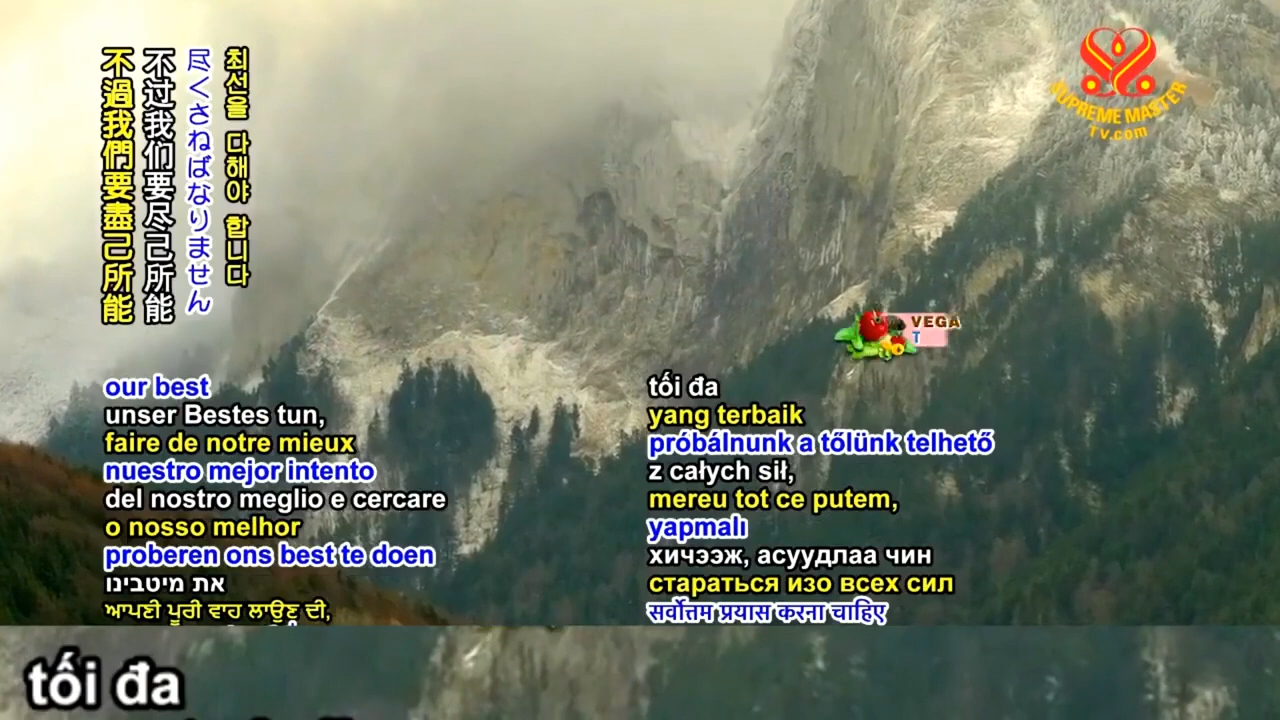 不過我們要盡己所能
不过我们要尽己所能
尽くさねばなりません
최선을 다해야 합니다
SUPREME MASTER
TV.com
VEGA
T
our best
unser Bestes tun,
faire de notre mieux
nuestro mejor intento
del nostro meglio e cercare
o nosso melhor
proberen ons best te doen
את מיטבינו
ਆਪਣੀ ਪੂਰੀ ਵਾਹ ਲਾਉਣ ਦੀ,
tối đa
yang terbaik
próbálnunk a tőlünk telhető
z całych sił,
mereu tot ce putem,
yapmalı
хичээж, асуудлаа чин
стараться изо всех сил
सर्वोत्तम प्रयास करना चाहिए
tối đa